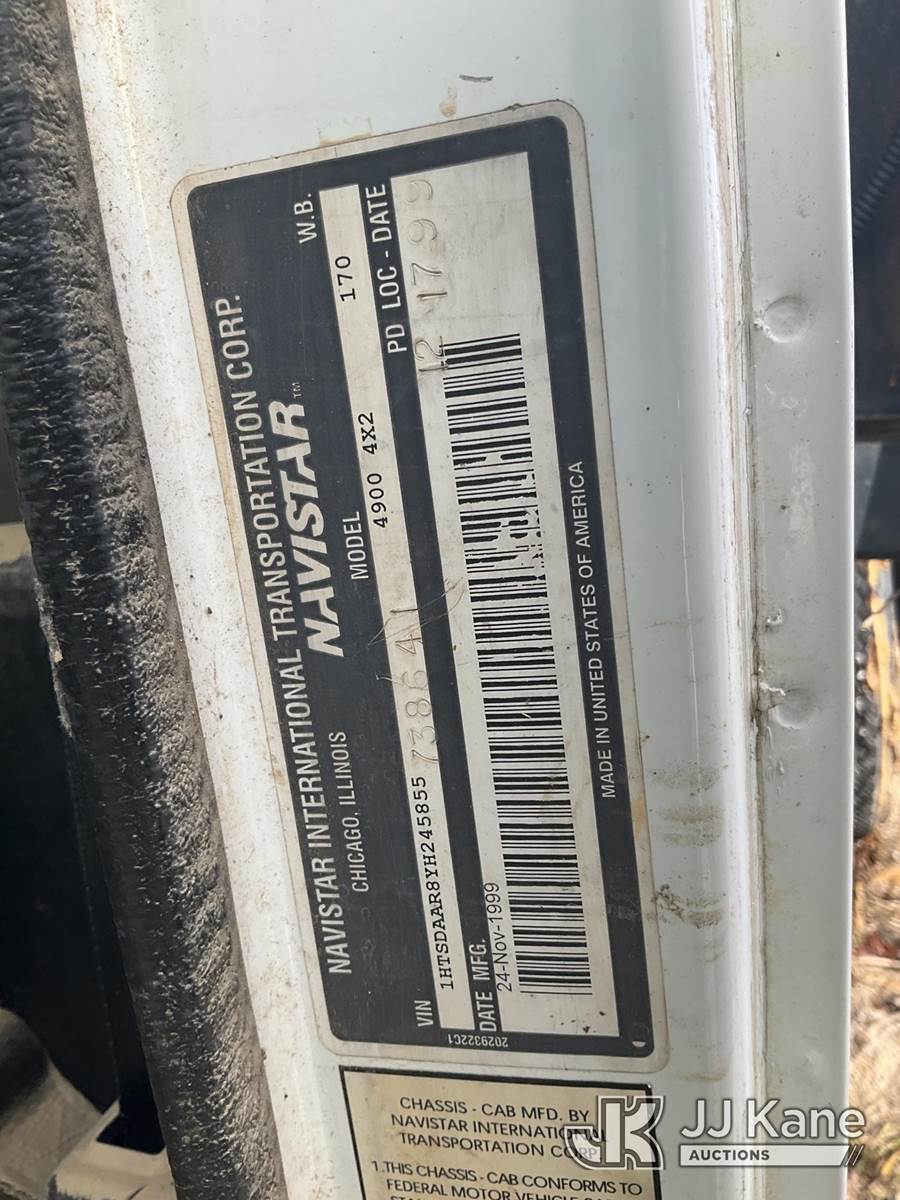 NAVISTAR INTERNATIONAL TRANSPORTATION CORP.
CHICAGO, ILLINOIS NAVISTAR™
MODEL W.B.
VIN 4900 4X2 170
1HTSDAAR8YH245855 738641 PD LOC - DATE
DATE MFG. 12 1799
24-Nov-1999
MADE IN UNITED STATES OF AMERICA
2029322C1
CHASSIS - CAB MFD. BY
NAVISTAR INTERNATIONAL
TRANSPORTATION CORP.
1. THIS CHASSIS - CAB CONFORMS TO
FEDERAL MOTOR VEHICLE
JK JJ Kane
AUCTIONS